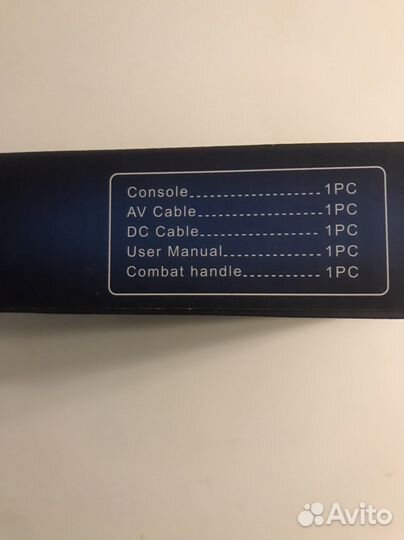 Console 1PC
AV Cable 1PC
DC Cable 1PC
User Manual 1PC
Combat handle 1PC
Avito